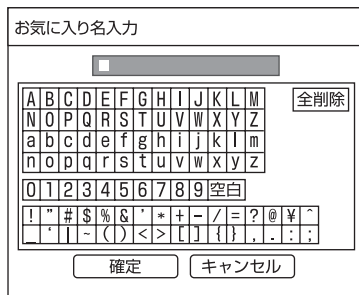 お気に入り名入力
A B C D E F G H I J K L M 全削除
N O P Q R S T U V W X Y Z
a b c d e f g h i j k l m
n o p q r s t u v w x y z
0 1 2 3 4 5 6 7 8 9 空白
! " # $ % & ' * + - / = ? @ ¥ ^
_ ‘ | ~ ( ) < > [ ] { } , . : ;
確定 キャンセル